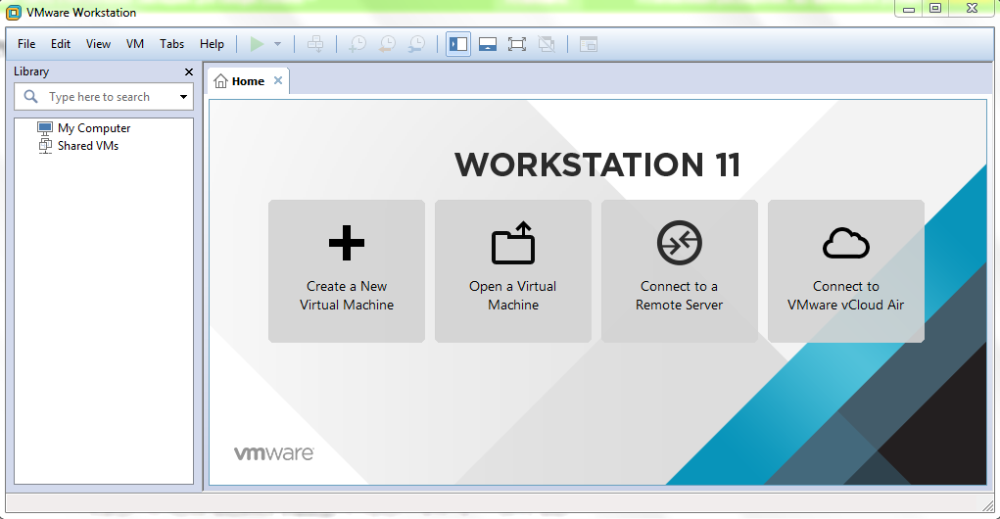 VMware Workstation
File Edit View VM Tabs Help
Library
Type here to search
My Computer
Shared VMs
Home
WORKSTATION 11
Create a New
Virtual Machine
Open a Virtual
Machine
Connect to a
Remote Server
Connect to
VMware vCloud Air
vmware